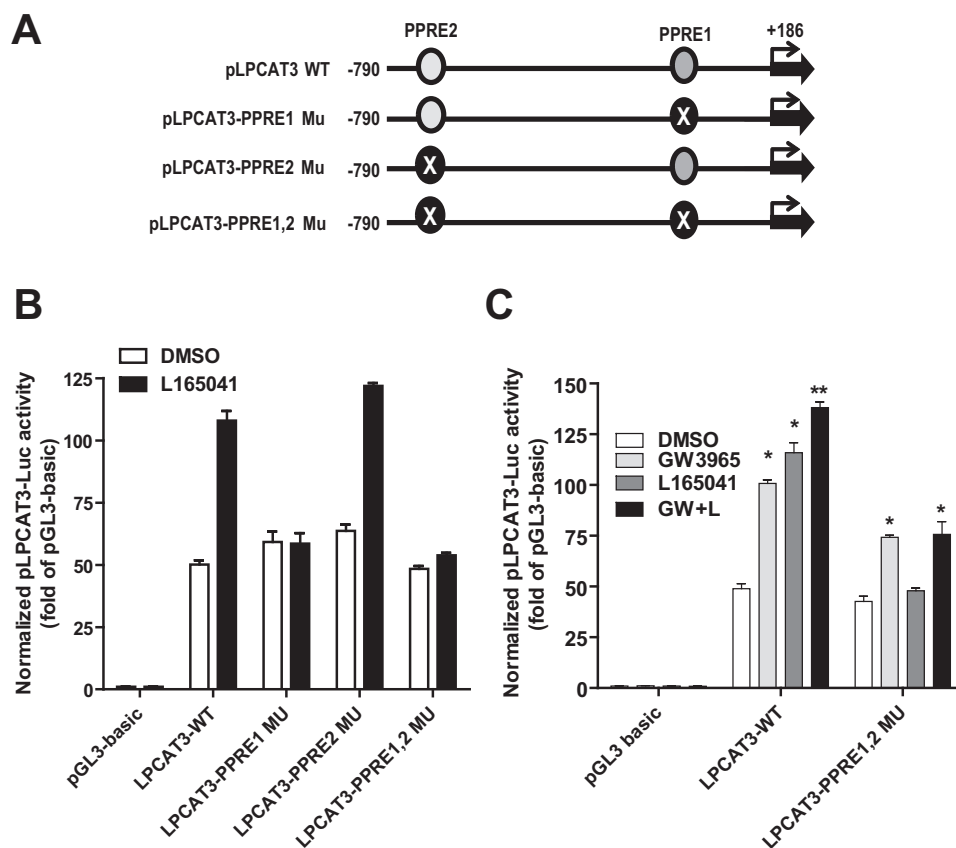 A
PPRE2 PPRE1 +186
pLPCAT3 WT -790
pLPCAT3-PPRE1 Mu -790 X
pLPCAT3-PPRE2 Mu -790 X
pLPCAT3-PPRE1,2 Mu -790 X X
B
DMSO
L165041
Normalized pLPCAT3-Luc activity
(fold of pGL3-basic)
125
100
75
50
25
0
pGL3-basic
LPCAT3-WT
LPCAT3-PPRE1 MU
LPCAT3-PPRE2 MU
LPCAT3-PPRE1,2 MU
C
DMSO
GW3965
L165041
GW+L
Normalized pLPCAT3-Luc activity
(fold of pGL3-basic)
150
125
100
75
50
25
0
* * **
* *
pGL3 basic
LPCAT3-WT
LPCAT3-PPRE1,2 MU